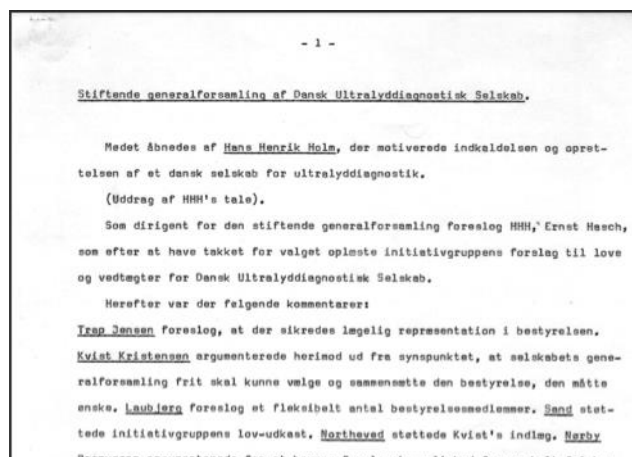 - 1 -
Stiftende generalforsamling af Dansk Ultralyddiagnostisk Selskab.
Mødet åbnedes af Hans Henrik Holm, der motiverede indkaldelsen og opret-
telsen af et dansk selskab for ultralyddiagnostik.
(Uddrag af HHH's tale).
Som dirigent for den stiftende generalforsamling foreslog HHH, Ernst Hasch,
som efter at have takket for valget oplæste initiativgruppens forslag til love
og vedtægter for Dansk Ultralyddiagnostisk Selskab.
Herefter var der følgende kommentarer:
Trap Jensen foreslog, at der sikredes lægelig repræsentation i bestyrelsen.
Kvist Kristensen argumenterede herimod ud fra synspunktet, at selskabets gene-
ralforsamling frit skal kunne vælge og sammensætte den bestyrelse, den måtte
ønske. Laubjerg foreslog et fleksibelt antal bestyrelsesmedlemmer. Sand støt-
tede initiativgruppens lov-udkast. Northeved støttede Kvist's indlæg. Nørby